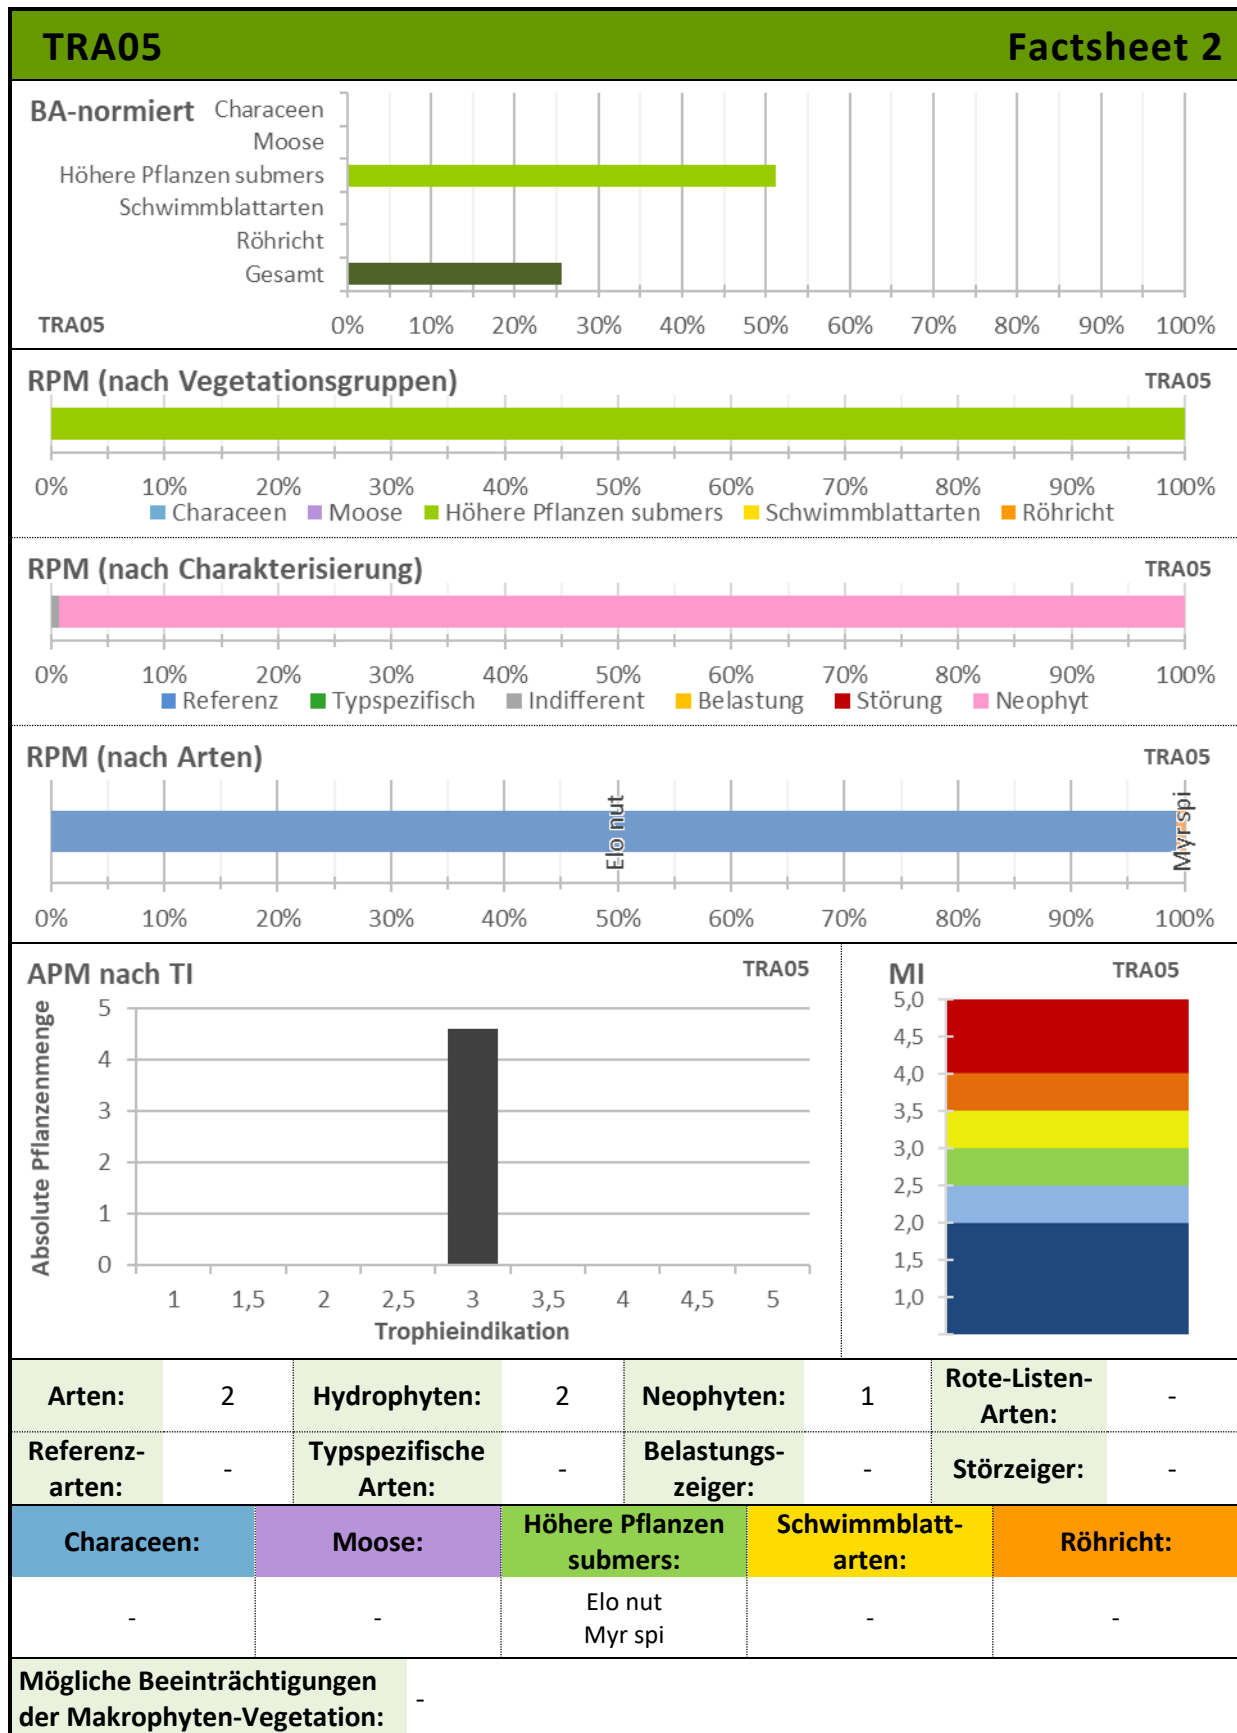 TRA05 Factsheet 2
BA-normiert
Characeen
Moose
Höhere Pflanzen submers
Schwimmblattarten
Röhricht
Gesamt
TRA05
0% 10% 20% 30% 40% 50% 60% 70% 80% 90% 100%
RPM (nach Vegetationsgruppen) TRA05
0% 10% 20% 30% 40% 50% 60% 70% 80% 90% 100%
Characeen Moose Höhere Pflanzen submers Schwimmblattarten Röhricht
RPM (nach Charakterisierung) TRA05
0% 10% 20% 30% 40% 50% 60% 70% 80% 90% 100%
Referenz Typspezifisch Indifferent Belastung Störung Neophyt
RPM (nach Arten) TRA05
Elo nut
Myr spi
0% 10% 20% 30% 40% 50% 60% 70% 80% 90% 100%
APM nach TI TRA05
Absolute Pflanzenmenge
5
4
3
2
1
0
1 1,5 2 2,5 3 3,5 4 4,5 5
Trophieindikation
MI TRA05
5,0
4,5
4,0
3,5
3,0
2,5
2,0
1,5
1,0
Arten: 2 Hydrophyten: 2 Neophyten: 1 Rote-Listen-
Arten: -
Referenz-
arten: -
Typspezifische
Arten: -
Belastungs-
zeiger: -
Störzeiger: -
Characeen:
Moose:
Höhere Pflanzen
submers:
Schwimmblatt-
arten:
Röhricht:
-
-
Elo nut
Myr spi
-
-
Mögliche Beeinträchtigungen
der Makrophyten-Vegetation: -